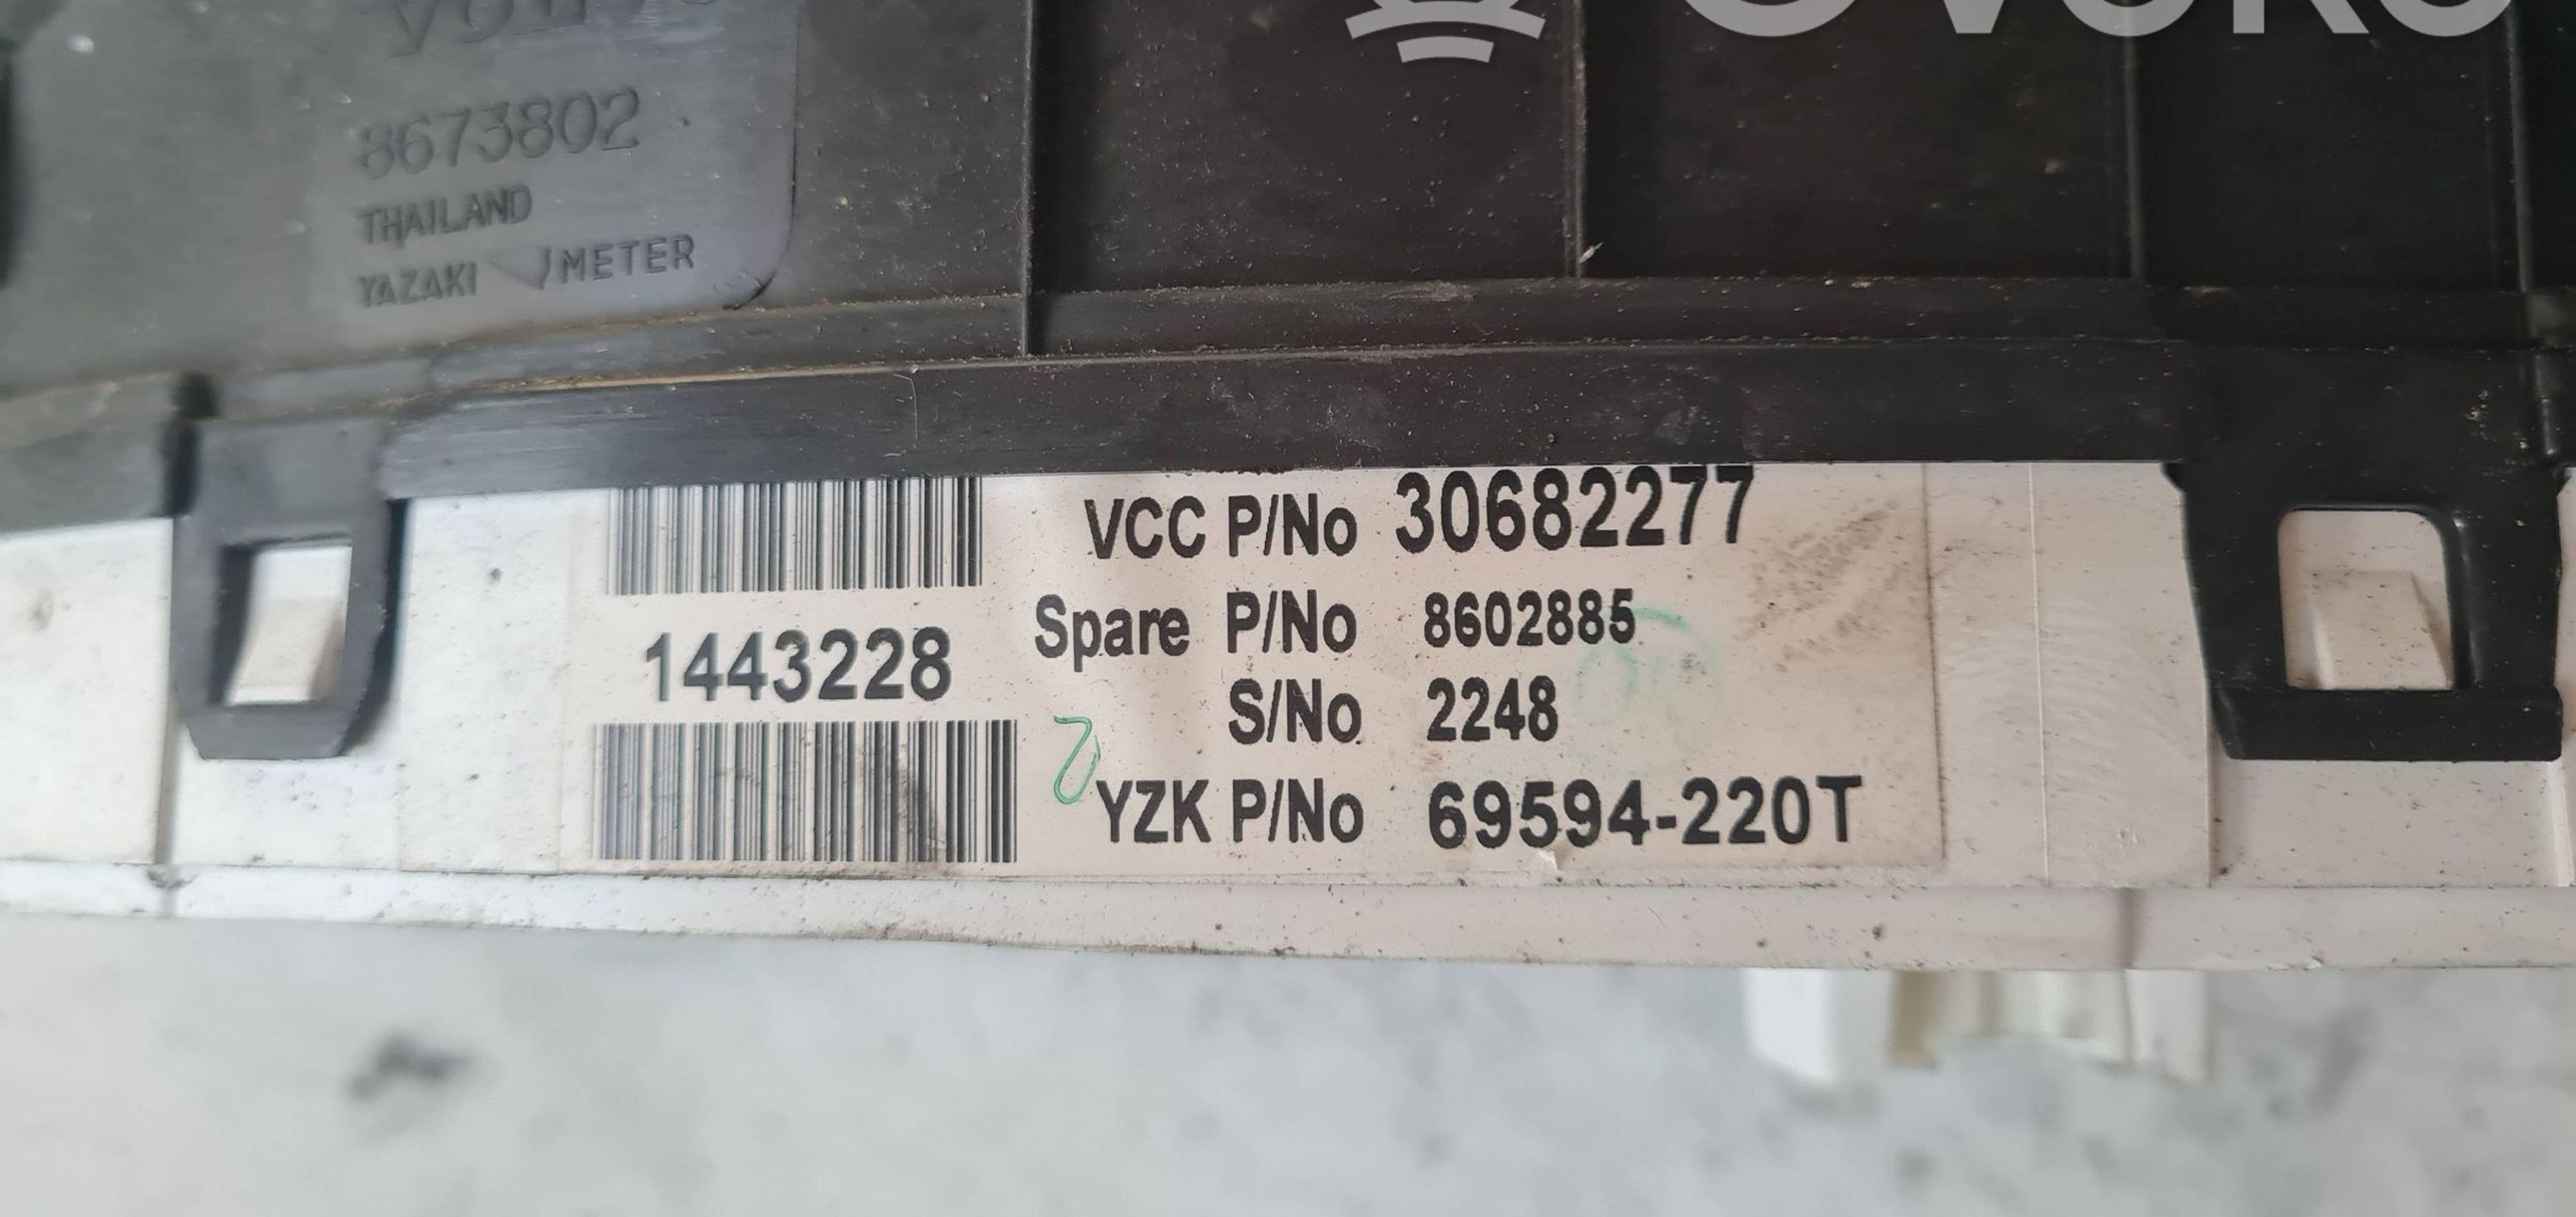 8673802
THAILAND
YAZAKI METER
VCC P/No 30682277
Spare P/No 8602885
1443228
S/No 2248
YZK P/No 69594-220T